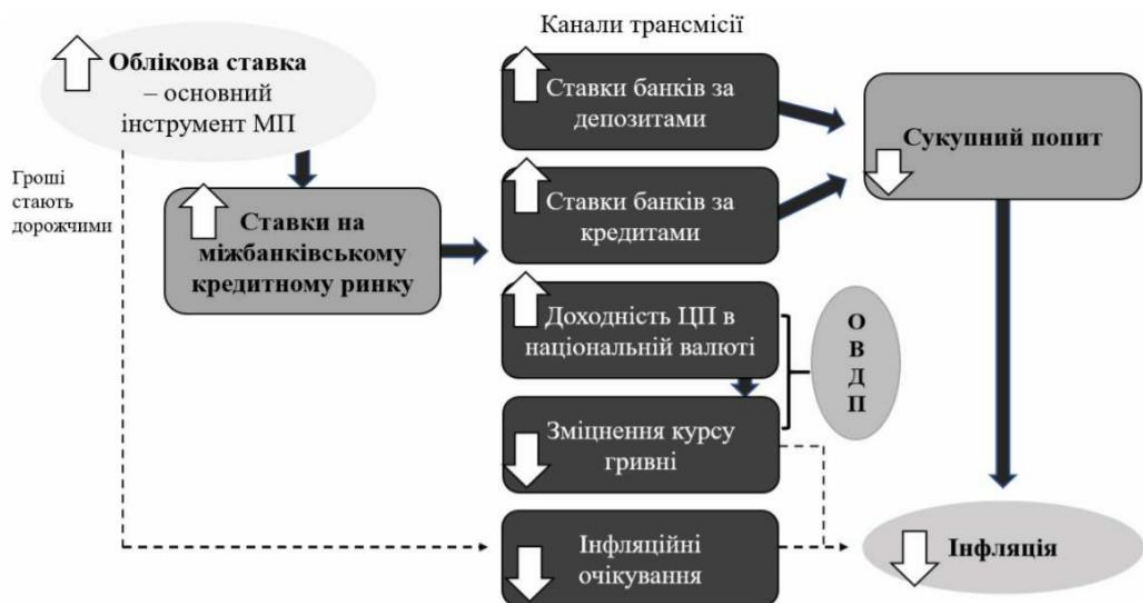 Канали трансмісії
Облікова ставка
– основний
інструмент МП
Гроші
стають
дорожчими
Ставки на
міжбанківському
кредитному ринку
Ставки банків за
депозитами
Ставки банків за
кредитами
Доходність ЦП в
національній валюті
О
В
Д
П
Зміцнення курсу
гривні
Інфляційні
очікування
Сукупний попит
Інфляція